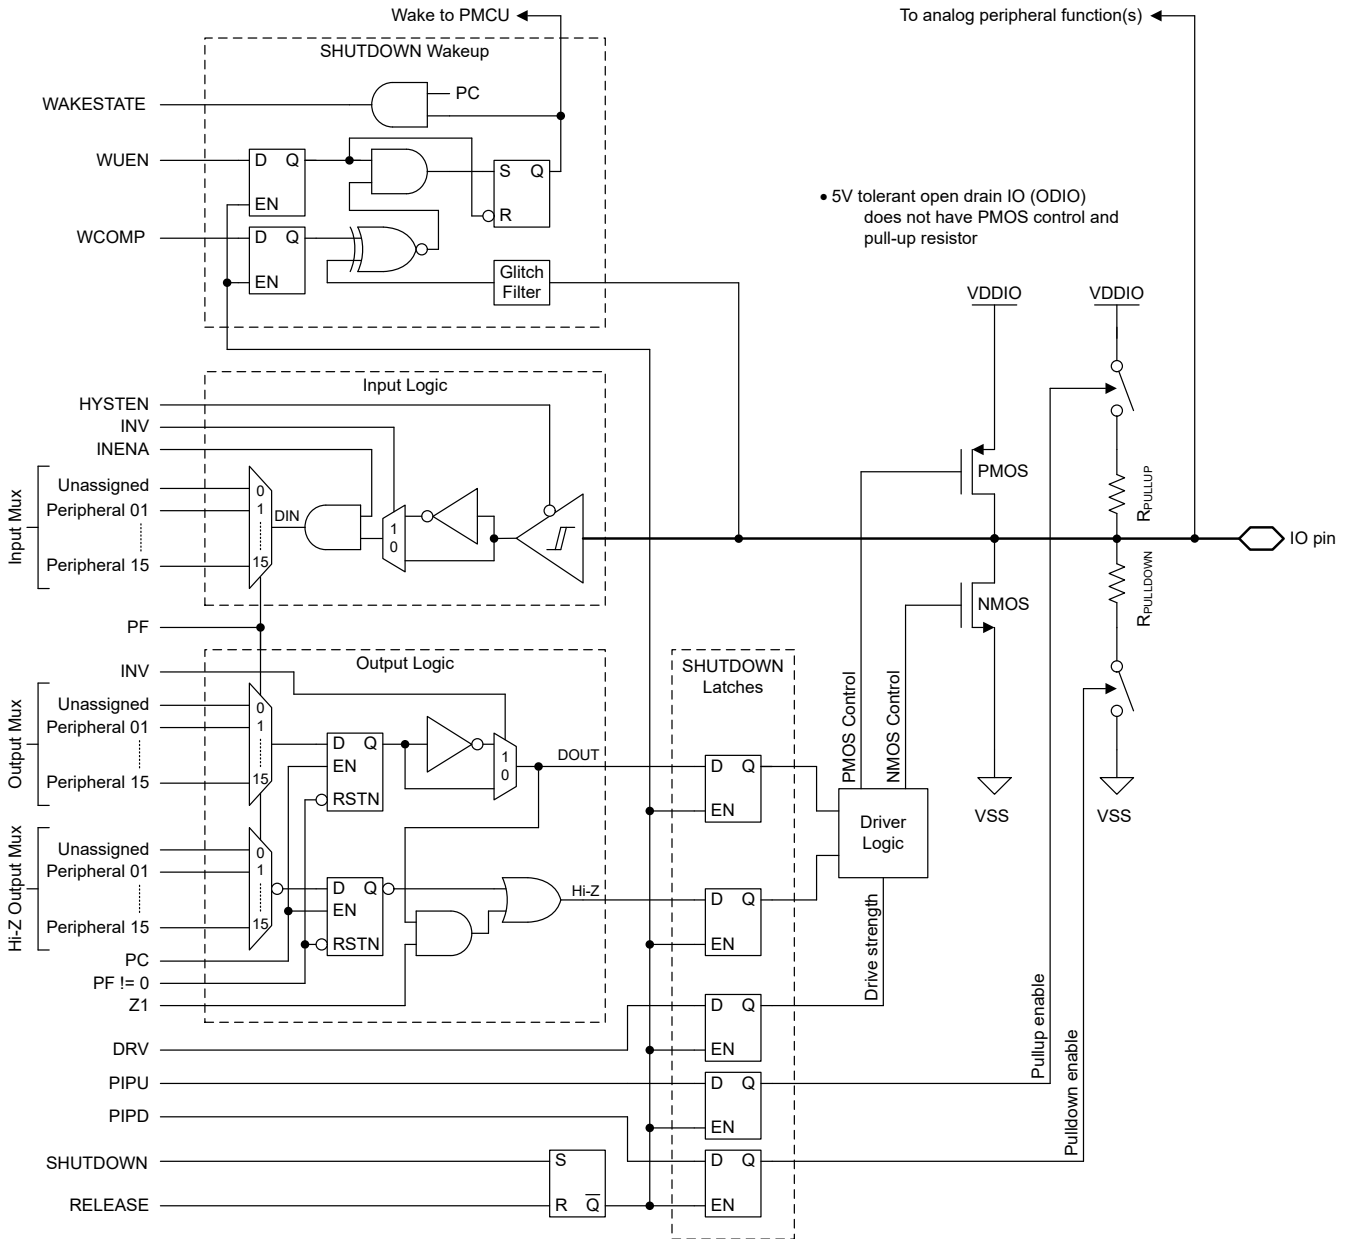 Wake to PMCU
To analog peripheral function(s)
SHUTDOWN Wakeup
WAKESTATE
PC
WUEN
D Q
EN
S Q
R
WCOMP
D Q
EN
Glitch
Filter
• 5V tolerant open drain IO (ODIO)
does not have PMOS control and
pull-up resistor
VDDIO
VDDIO
Input Logic
HYSTEN
INV
INENA
Input Mux
Unassigned
Peripheral 01
Peripheral 15
0
1
15
DIN
1
0
PMOS
RPULLUP
IO pin
NMOS
RPULLDOWN
PF
Output Logic
INV
Output Mux
Unassigned
Peripheral 01
Peripheral 15
0
1
15
D Q
EN
RSTN
1
0
DOUT
SHUTDOWN
Latches
D Q
EN
PMOS Control
NMOS Control
Driver
Logic
VSS
VSS
Hi-Z Output Mux
Unassigned
Peripheral 01
Peripheral 15
0
1
15
D Q
EN
RSTN
Hi-Z
D Q
EN
Drive strength
PC
PF != 0
Z1
DRV
D Q
EN
Pullup enable
PIPU
D Q
EN
Pulldown enable
PIPD
D Q
EN
SHUTDOWN
RELEASE
S
R Q̅